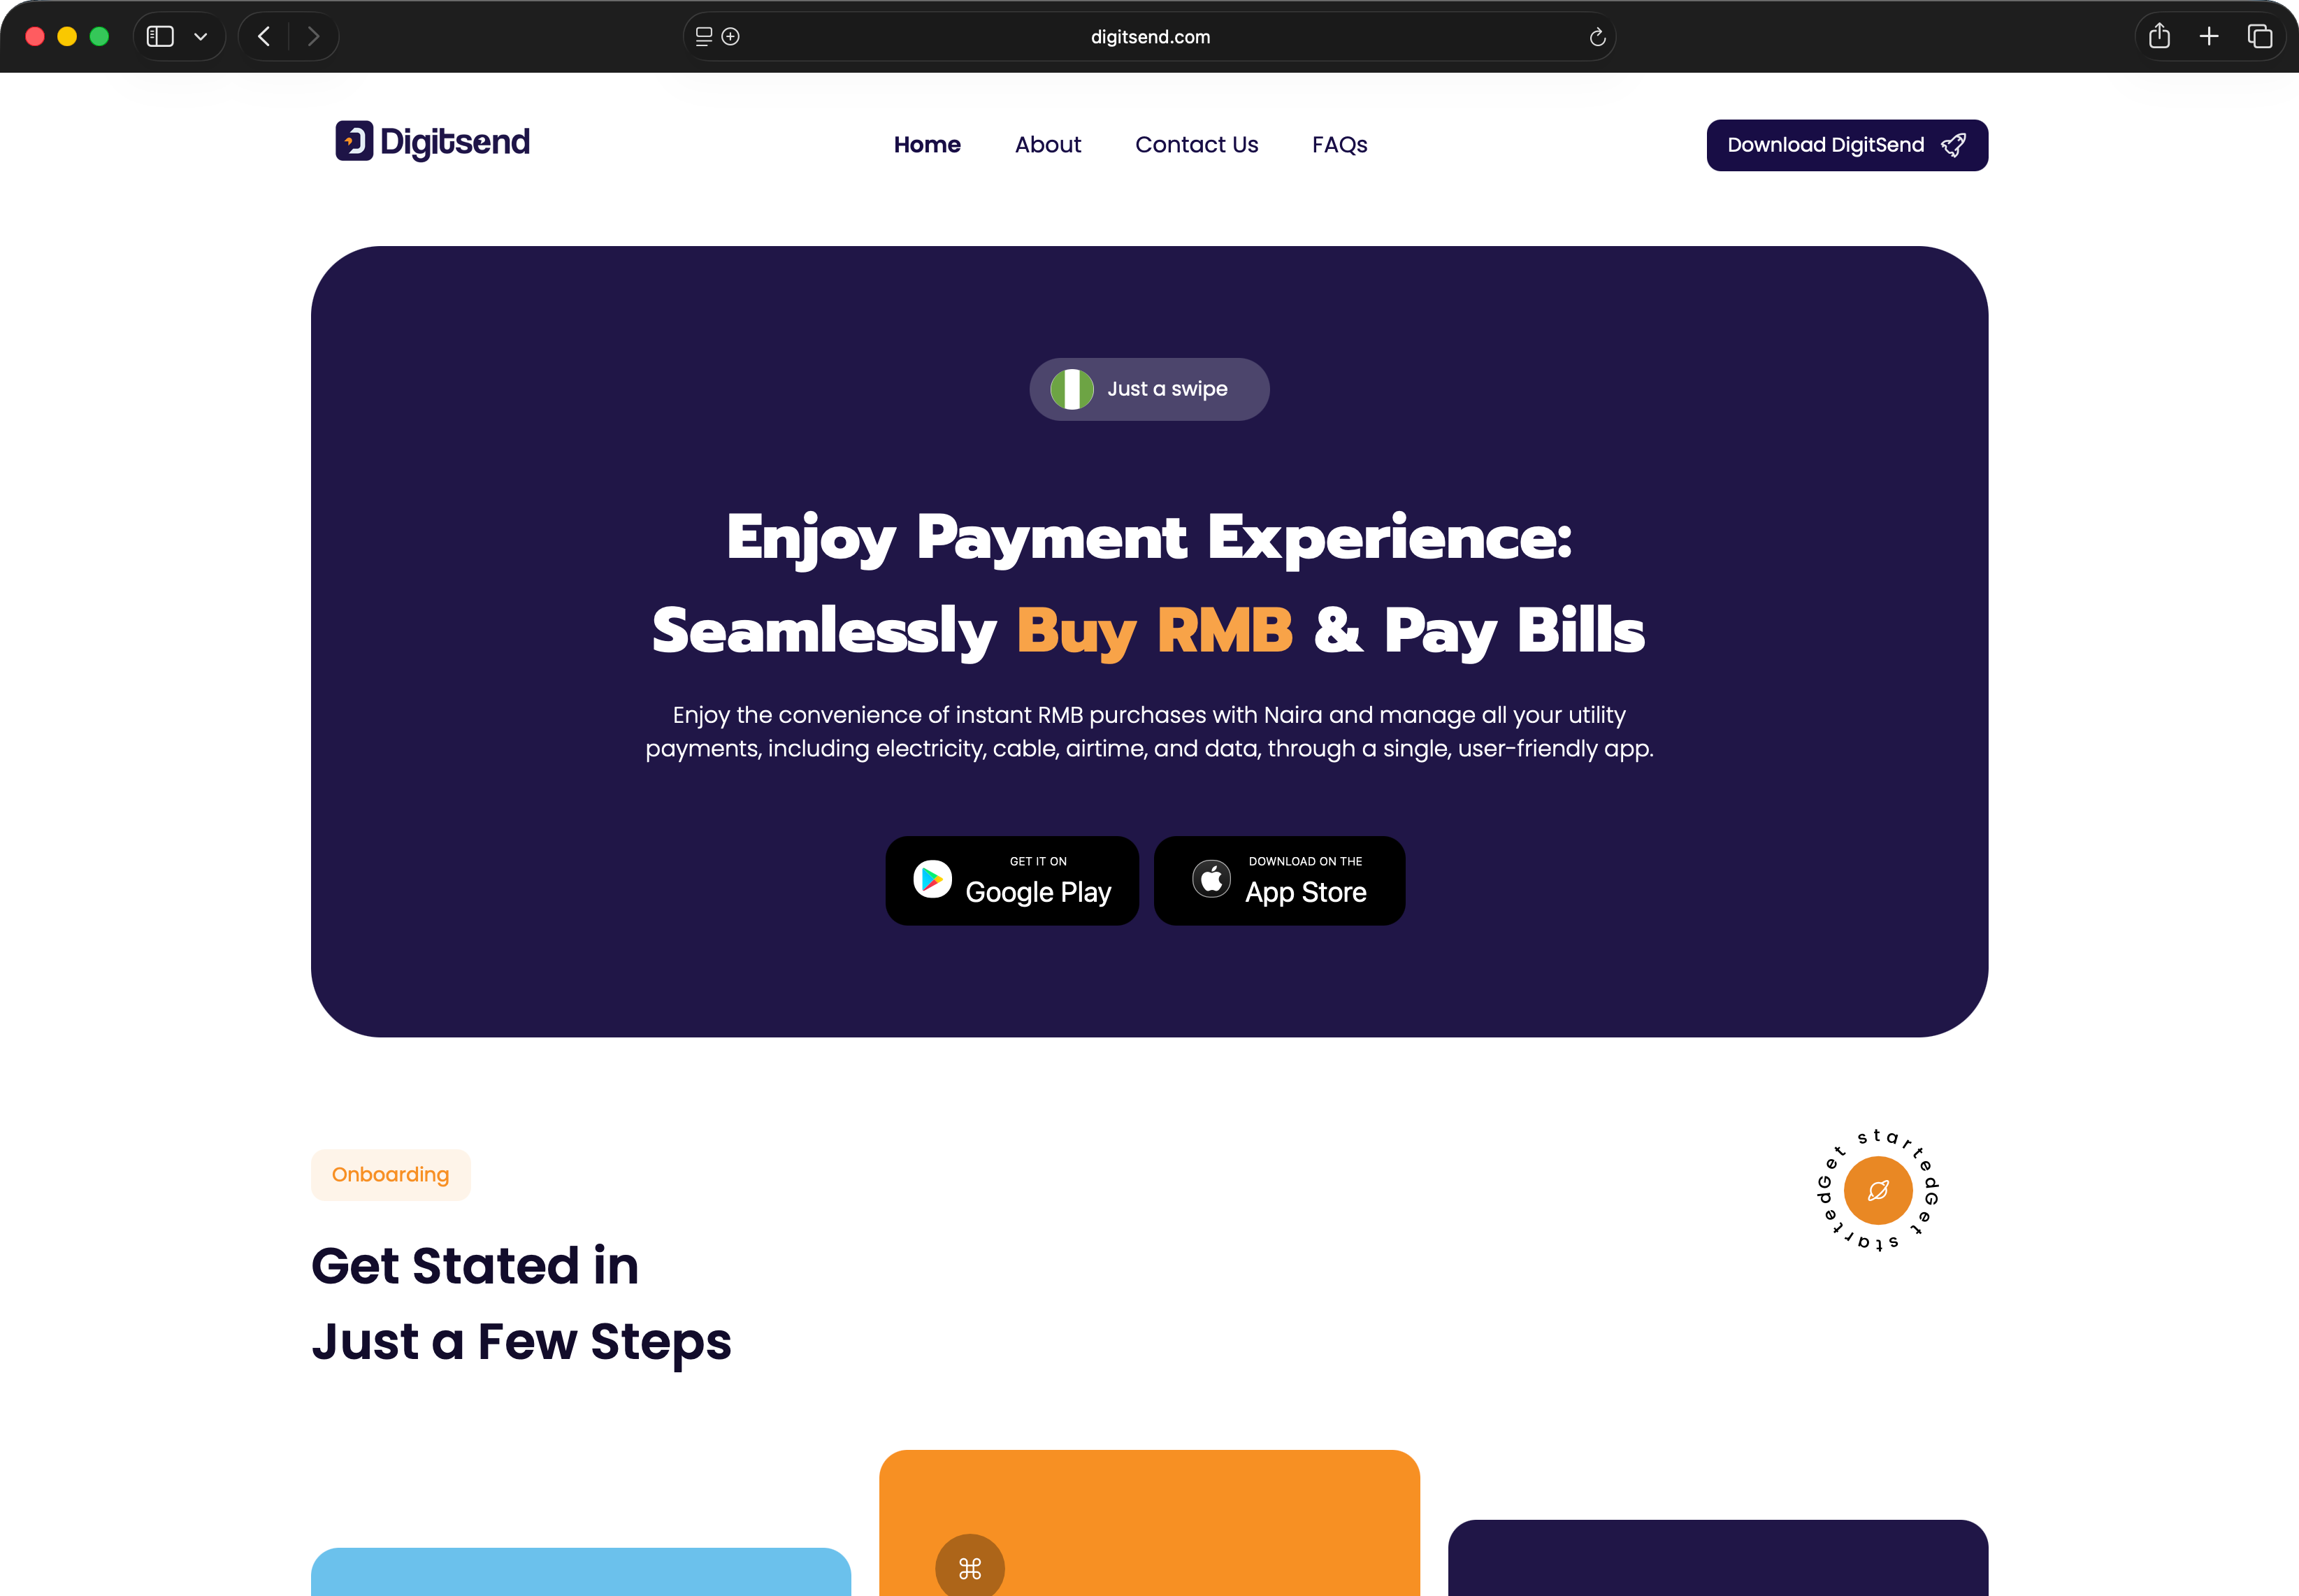 digitsend.com
Digitsend
Home
About
Contact Us
FAQs
Download DigitSend
Just a swipe
Enjoy Payment Experience:
Seamlessly Buy RMB & Pay Bills
Enjoy the convenience of instant RMB purchases with Naira and manage all your utility
payments, including electricity, cable, airtime, and data, through a single, user-friendly app.
GET IT ON
Google Play
DOWNLOAD ON THE
App Store
Onboarding
Get startedGet started
Get Stated in
Just a Few Steps